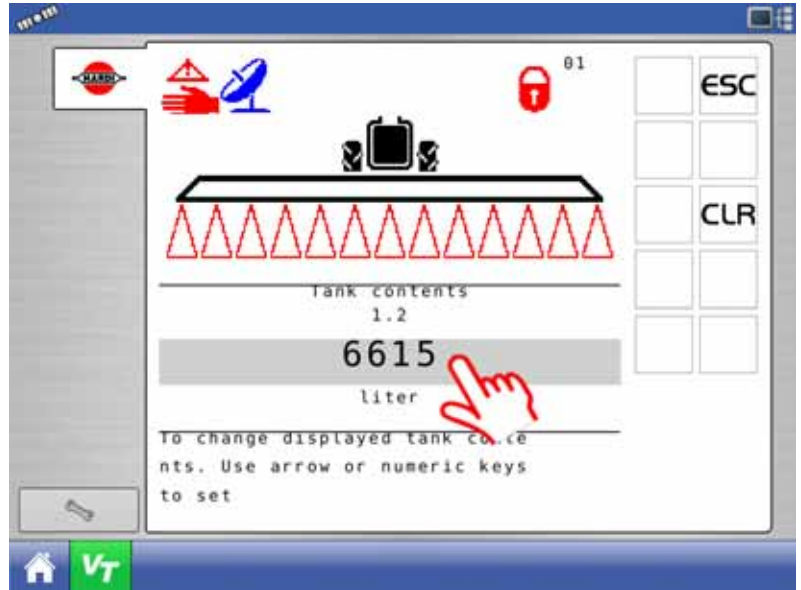 HARDI
01
ESC
CLR
Tank contents
1.2
6615
liter
To change displayed tank conte
nts. Use arrow or numeric keys
to set
VT